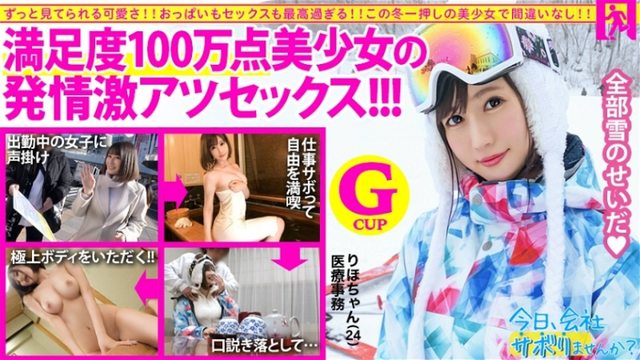 ずっと見てられる可愛さ!!おっぱいもセックスも最高過ぎる!!この冬一押しの美少女で間違いなし!!
満足度100万点美少女の
発情激アツセックス!!!
全部雪のせいだ♥
出勤中の女子に
声掛け
仕事サボって
自由を満喫
G
CUP
極上ボディをいただく!!
口説き落として…
りほちゃん(24)
医療事務
今日、会社
サボりませんか?